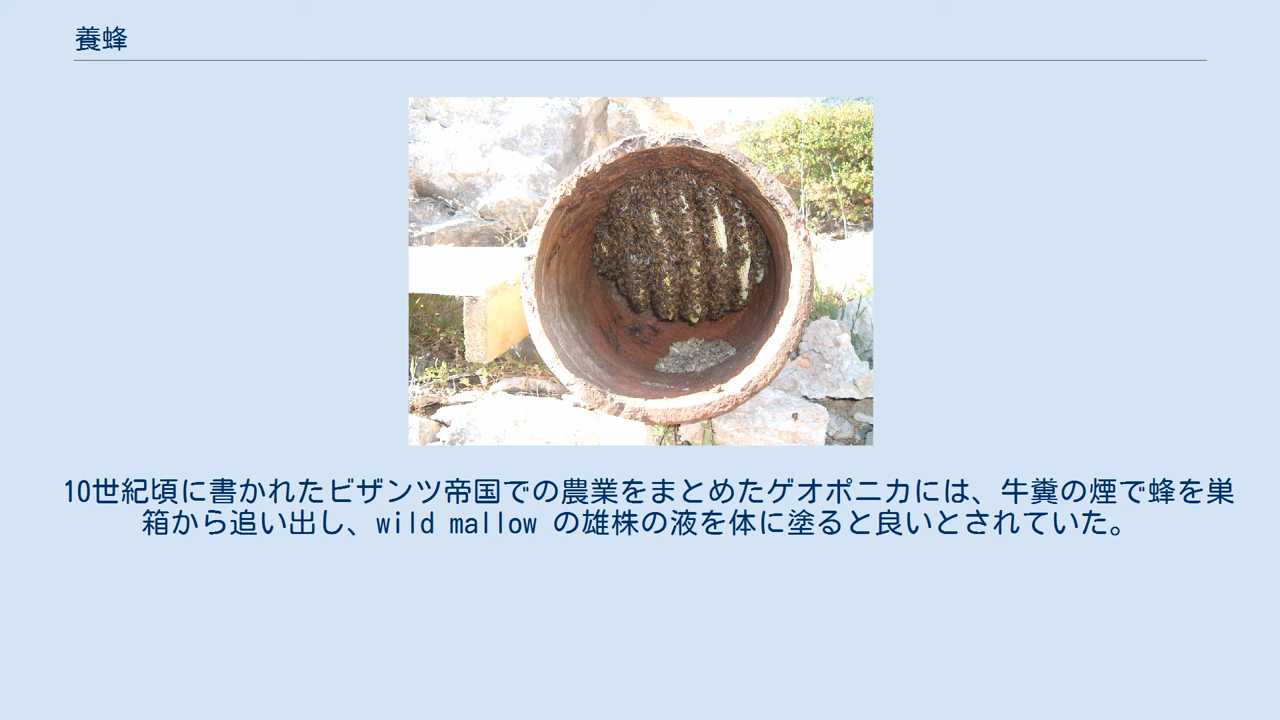 養蜂
10世紀頃に書かれたビザンツ帝国での農業をまとめたゲオポニカには、牛糞の煙で蜂を巣
箱から追い出し、wild mallow の雄株の液を体に塗ると良いとされていた。